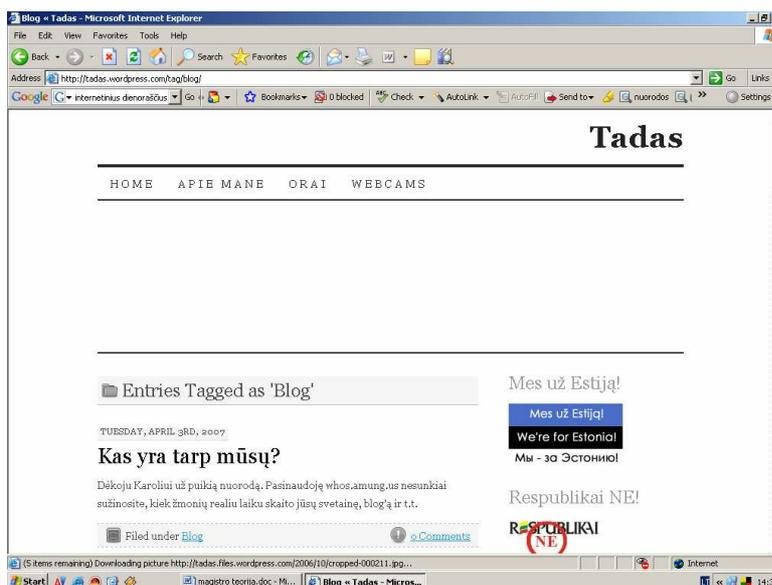 Blog « Tadas - Microsoft Internet Explorer
File Edit View Favorites Tools Help
Back Search Favorites
Address http://tadas.wordpress.com/tag/blog/ Go Links
Google internetinius dienoraščius Go Bookmarks 0 blocked Check AutoLink AutoFill Send to nuorodos Settings
Tadas
HOME APIE MANE ORAI WEBCAMS
Entries Tagged as 'Blog'
TUESDAY, APRIL 3RD, 2007
Kas yra tarp mūsų?
Dėkoju Karoliui už puikią nuorodą. Pasinaudoję whos.amung.us nesunkiai
sužinosite, kiek žmonių realiu laiku skaito jūsų svetainę, blog'ą ir t.t.
Filed under Blog 0 Comments
Mes už Estiją!
Mes už Estiją!
We're for Estonia!
Мы - за Эстонию!
Respublikai NE!
RESPUBLIKAI
NE
(5 items remaining) Downloading picture http://tadas.files.wordpress.com/2006/10/cropped-000211.jpg... Internet
Start magistro teorija.doc - Mi... Blog « Tadas - Micros...